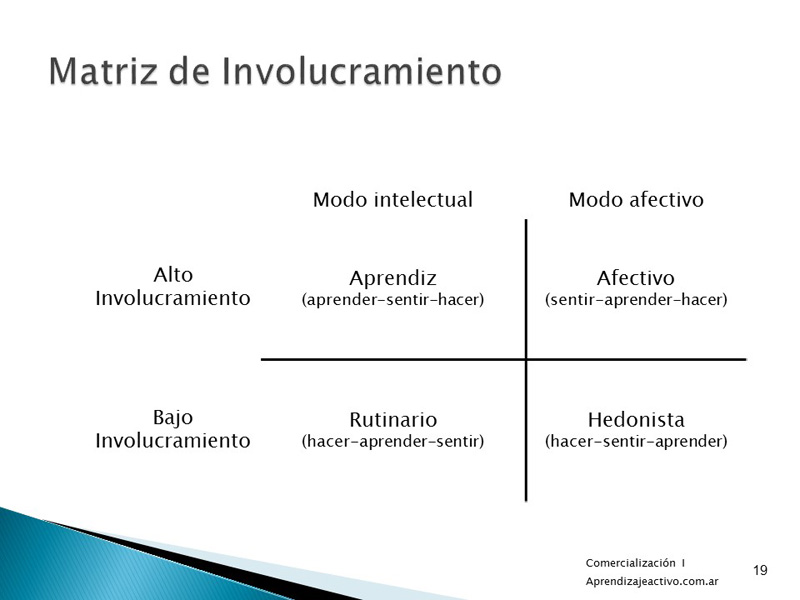 Matriz de Involucramiento
Modo intelectual
Modo afectivo
Alto
Involucramiento
Aprendiz
(aprender-sentir-hacer)
Afectivo
(sentir-aprender-hacer)
Bajo
Involucramiento
Rutinario
(hacer-aprender-sentir)
Hedonista
(hacer-sentir-aprender)
Comercialización I
Aprendizajeactivo.com.ar
19